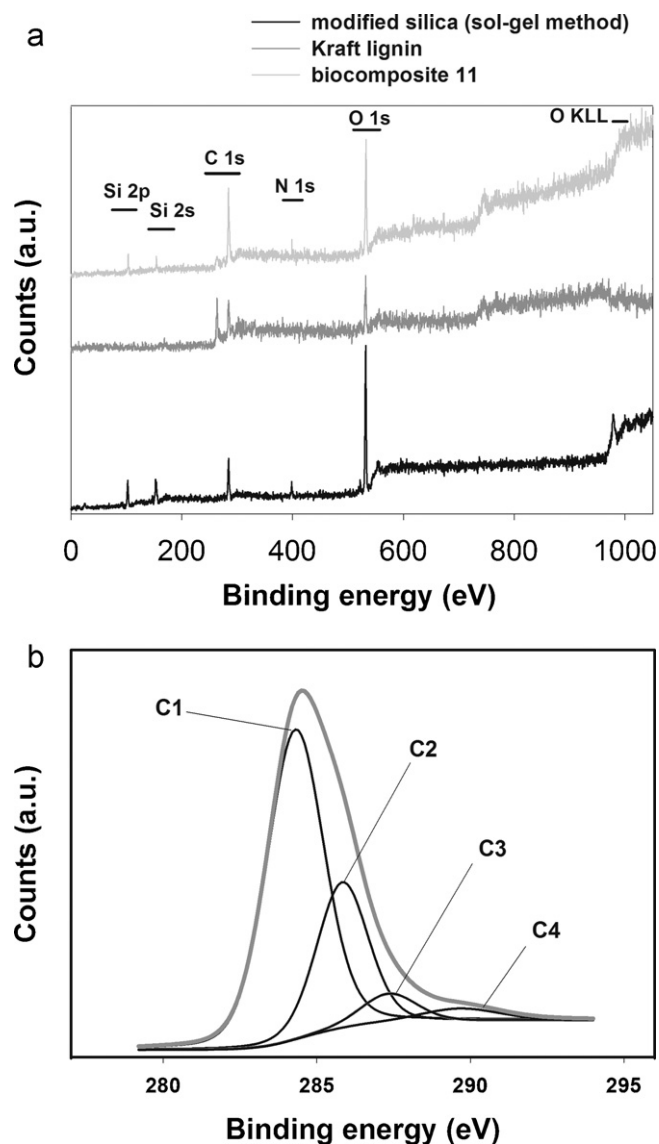 a
modified silica (sol-gel method)
Kraft lignin
biocomposite 11
O 1s
O KLL
C 1s
N 1s
Si 2p
Si 2s
Counts (a.u.)
0 200 400 600 800 1000
Binding energy (eV)
b
C1
C2
C3
C4
Counts (a.u.)
280 285 290 295
Binding energy (eV)